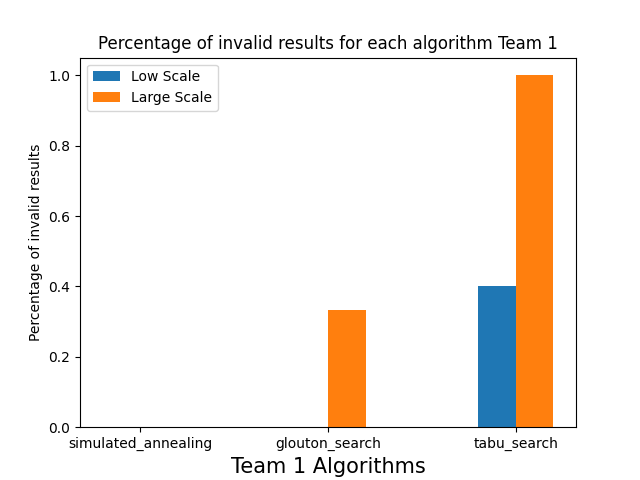 Percentage of invalid results for each algorithm Team 1
Low Scale
Large Scale
Percentage of invalid results
1.0
0.8
0.6
0.4
0.2
0.0
simulated_annealing glouton_search tabu_search
Team 1 Algorithms